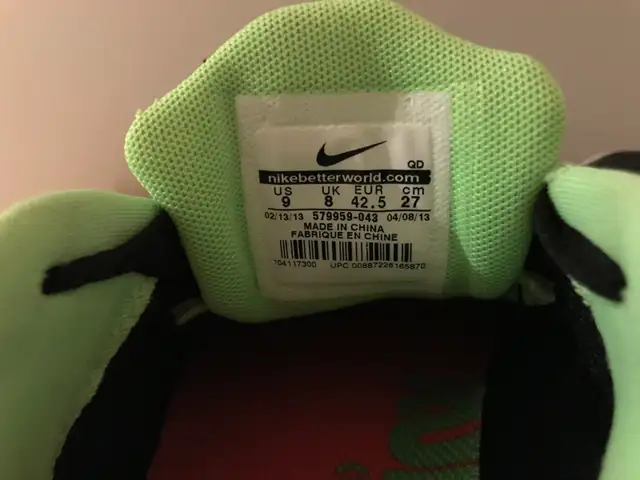 QD
nikebetterworld.com
US UK EUR cm
9 8 42.5 27
02/13/13 579959-043 04/08/13
MADE IN CHINA
FABRIQUE EN CHINE
704117300 UPC 00887226165870